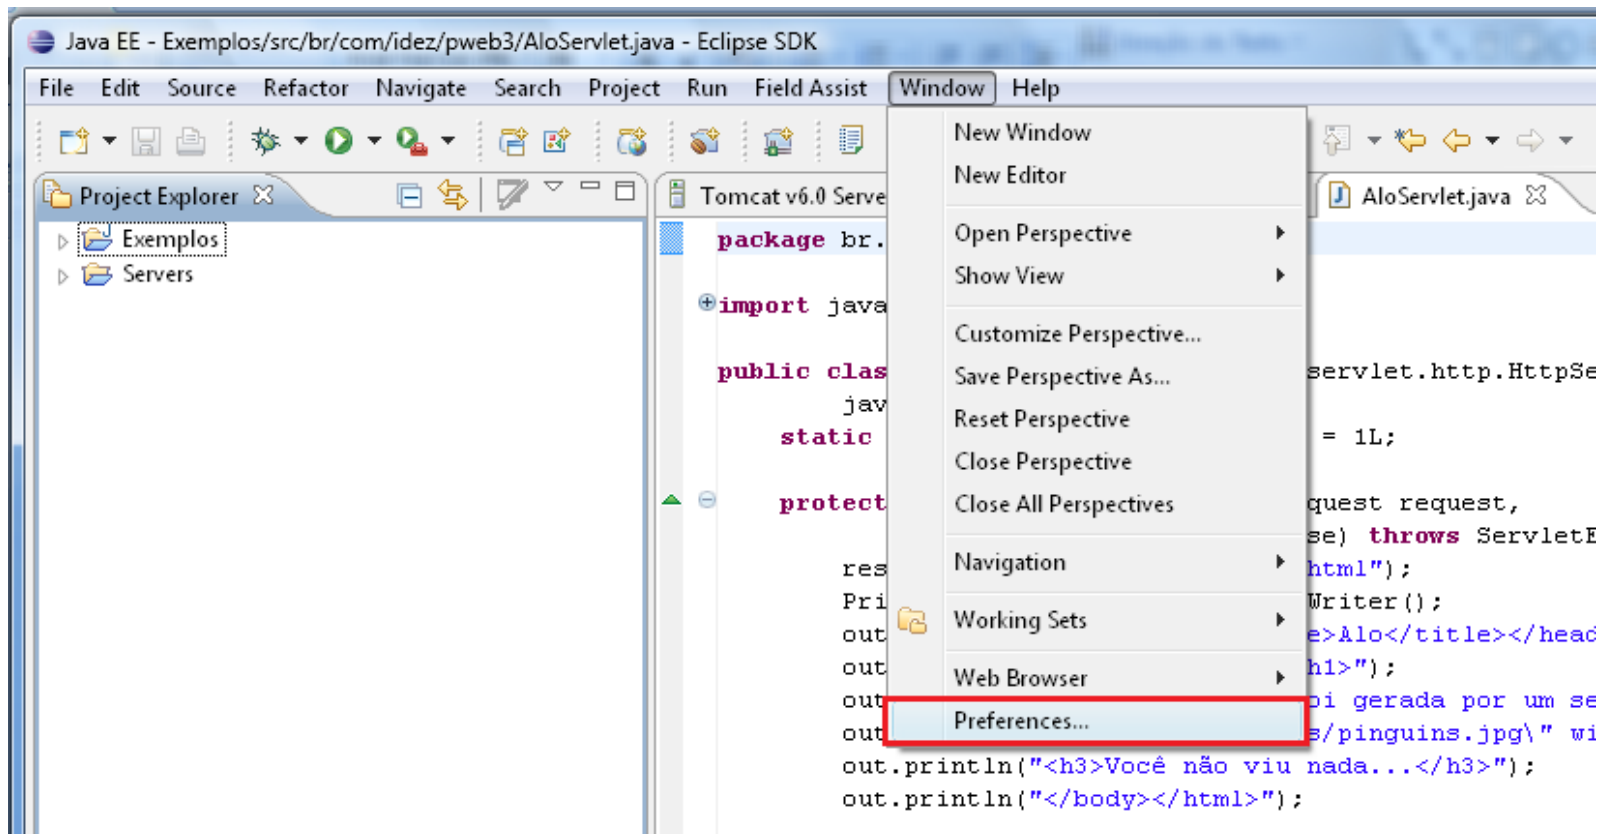 Java EE - Exemplos/src/br/com/idez/pweb3/AloServlet.java - Eclipse SDK
File Edit Source Refactor Navigate Search Project Run Field Assist Window Help
Project Explorer
Exemplos
Servers
Tomcat v6.0 Serve
AloServlet.java
New Window
New Editor
Open Perspective
Show View
Customize Perspective...
Save Perspective As...
Reset Perspective
Close Perspective
Close All Perspectives
Navigation
Working Sets
Web Browser
Preferences...
package br.
import java
public clas servlet.http.HttpSe
jav
static = 1L;
protect quest request,
se) throws ServletE
res html");
Pri Writer();
out e>Alo</title></head
out h1>");
out oi gerada por um se
out s/pinguins.jpg\" wi
out.println("<h3>Você não viu nada...</h3>");
out.println("</body></html>");